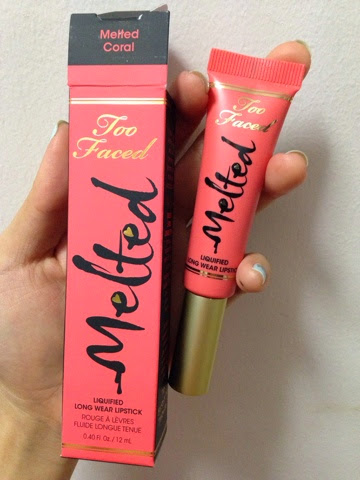 Melted
Coral
Too
Faced
Melted
LIQUIFIED
LONG WEAR LIPSTICK
ROUGE À LÈVRES
FLUIDE LONGUE TENUE
0.40 Fl. Oz. / 12 mL
Too
Faced
Melted
LIQUIFIED
LONG WEAR LIPSTICK